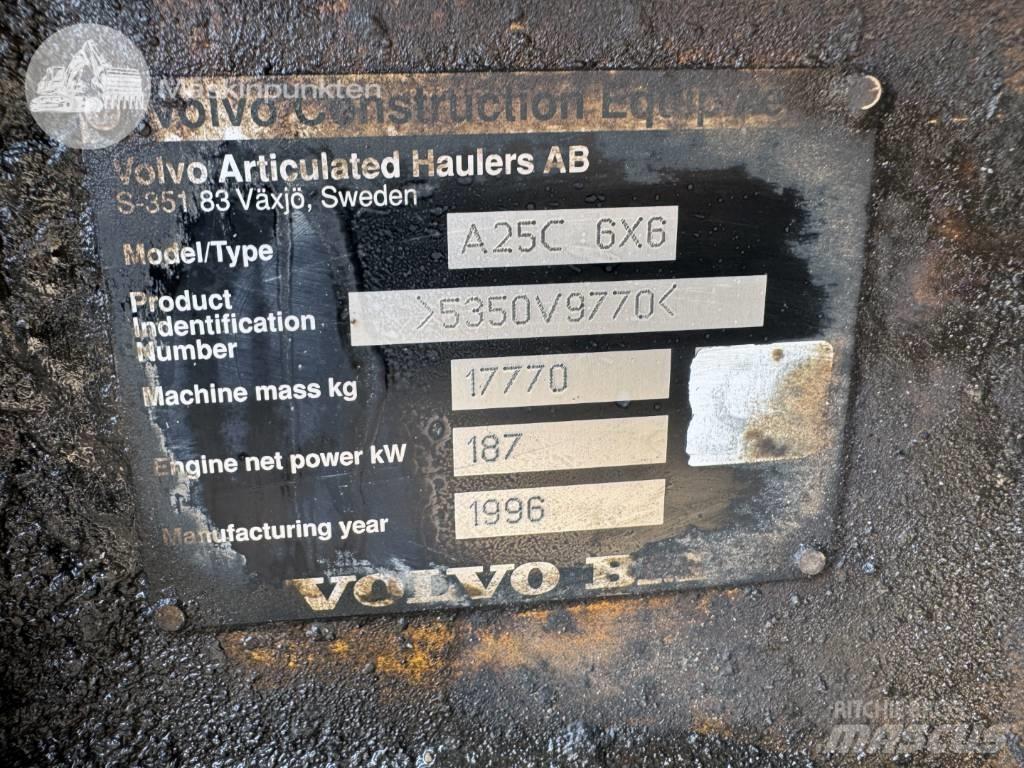 Maskinpunkten
Volvo Construction
Volvo Articulated Haulers AB
S-351 83 Växjö, Sweden
Model/Type A25C 6X6
Product
Indentification
Number >5350V9770<
Machine mass kg 17770
Engine net power kW 187
Manufacturing year 1996
VOLVO
RITCHIE BROS
MASCUS